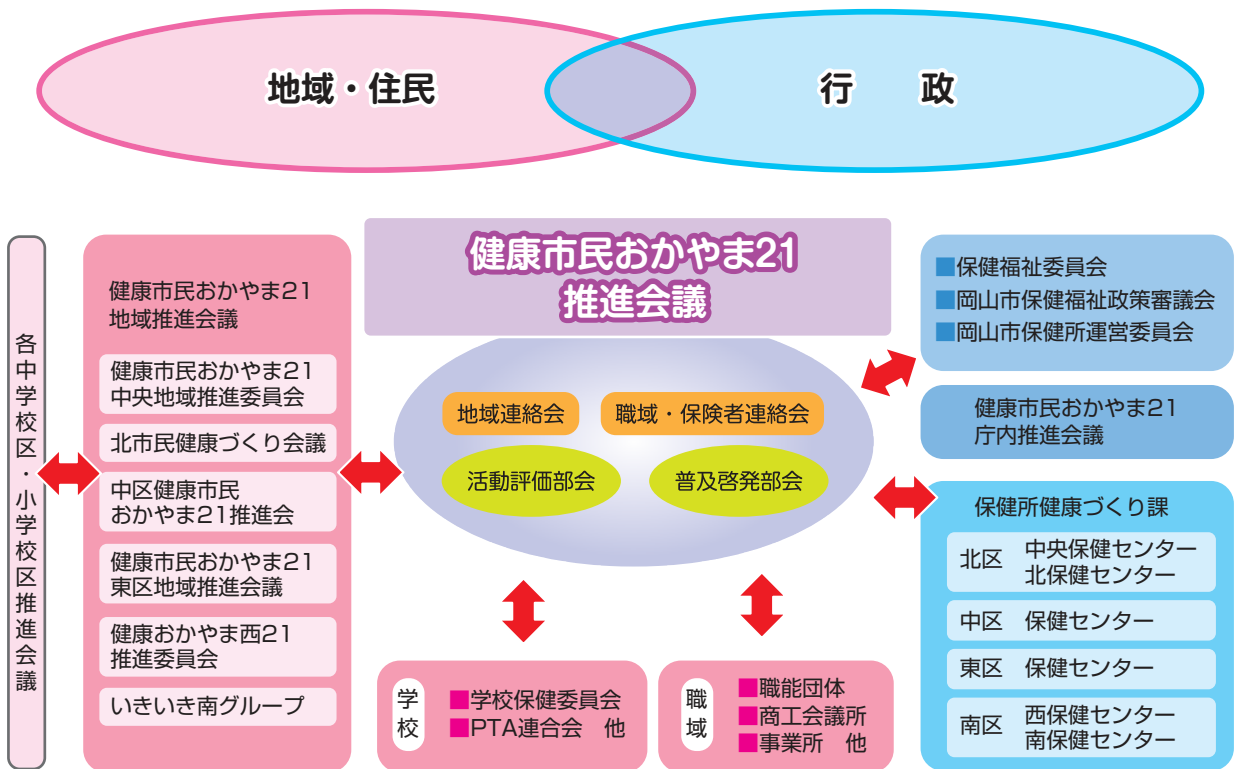 地域・住民
行　政
健康市民おかやま21
推進会議
各中学校区・小学校区推進会議
健康市民おかやま21
地域推進会議
健康市民おかやま21
中央地域推進委員会
北市民健康づくり会議
中区健康市民
おかやま21推進会
健康市民おかやま21
東区地域推進会議
健康おかやま西21
推進委員会
いきいき南グループ
地域連絡会
職域・保険者連絡会
活動評価部会
普及啓発部会
学校
■学校保健委員会
■PTA連合会　他
職域
■職能団体
■商工会議所
■事業所　他
■保健福祉委員会
■岡山市保健福祉政策審議会
■岡山市保健所運営委員会
健康市民おかやま21
庁内推進会議
保健所健康づくり課
北区　中央保健センター
北保健センター
中区　保健センター
東区　保健センター
南区　西保健センター
南保健センター